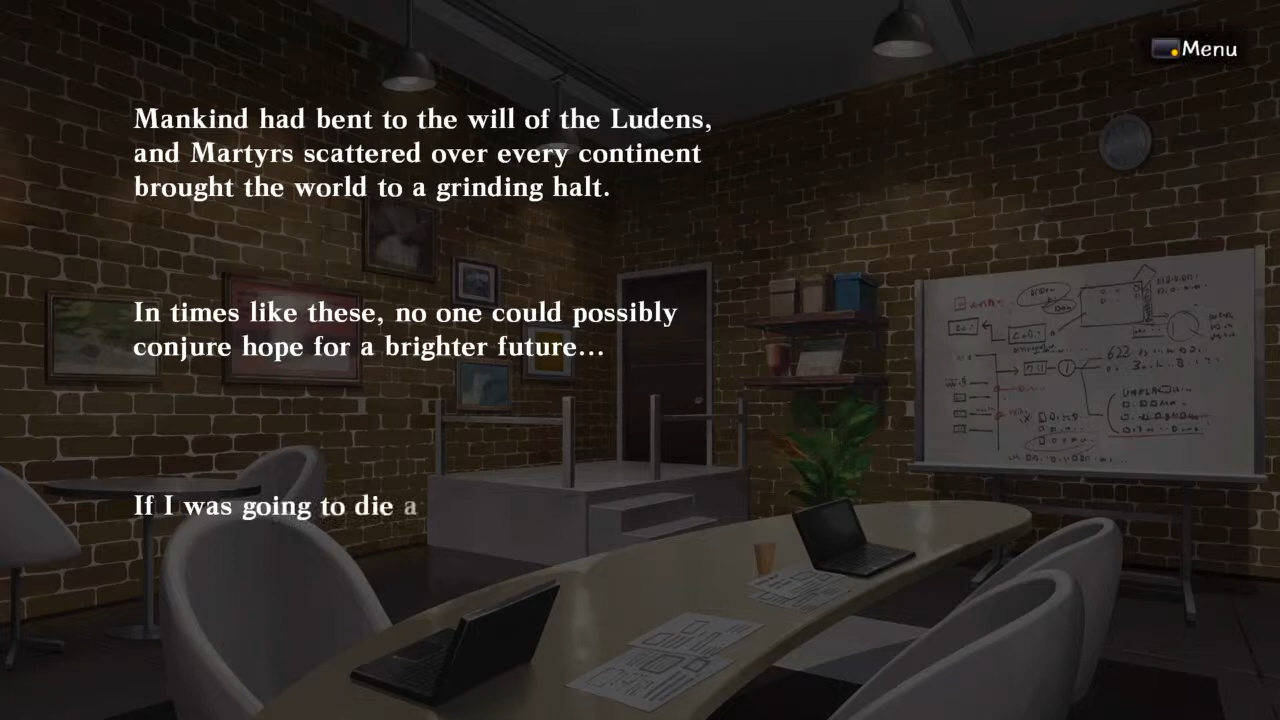 Menu
Mankind had bent to the will of the Ludens,
and Martyrs scattered over every continent
brought the world to a grinding halt.
In times like these, no one could possibly
conjure hope for a brighter future...
If I was going to die a